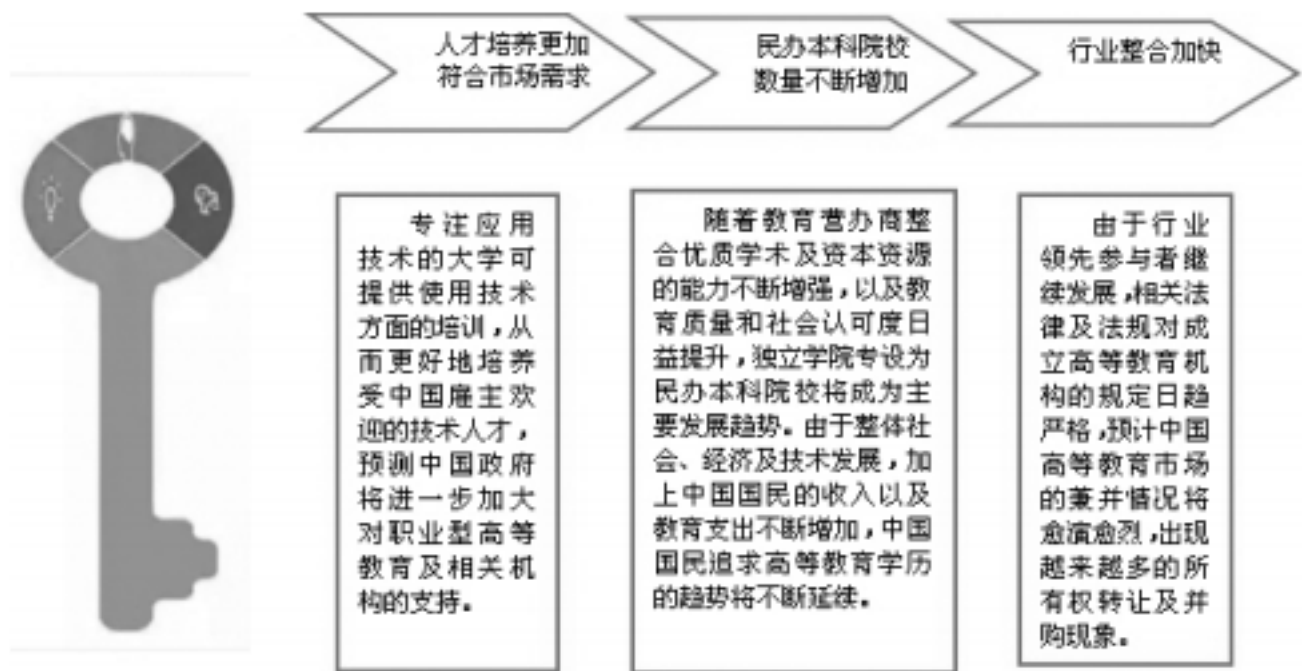 人才培养更加
符合市场需求
民办本科院校
数量不断增加
行业整合加快
专注应用
技术的大学可
提供使用技术
方面的培训，从
而更好地培养
受中国雇主欢
迎的技术人才，
预测中国政府
将进一步加大
对职业型高等
教育及相关机
构的支持。
随着教育营办商整
合优质学术及资本资源
的能力不断增强，以及教
育质量和社会认可度日
益提升，独立学院专设为
民办本科院校将成为主
要发展趋势。由于整体社
会、经济及技术发展，加
上中国国民的收入以及
教育支出不断增加，中国
国民追求高等教育学历
的趋势将不断延续。
由于行业
领先参与者继
续发展，相关法
律及法规对成
立高等教育机
构的规定日趋
严格，预计中国
高等教育市场
的兼并情况将
愈演愈烈，出现
越来越多的所
有权转让及并
购现象。